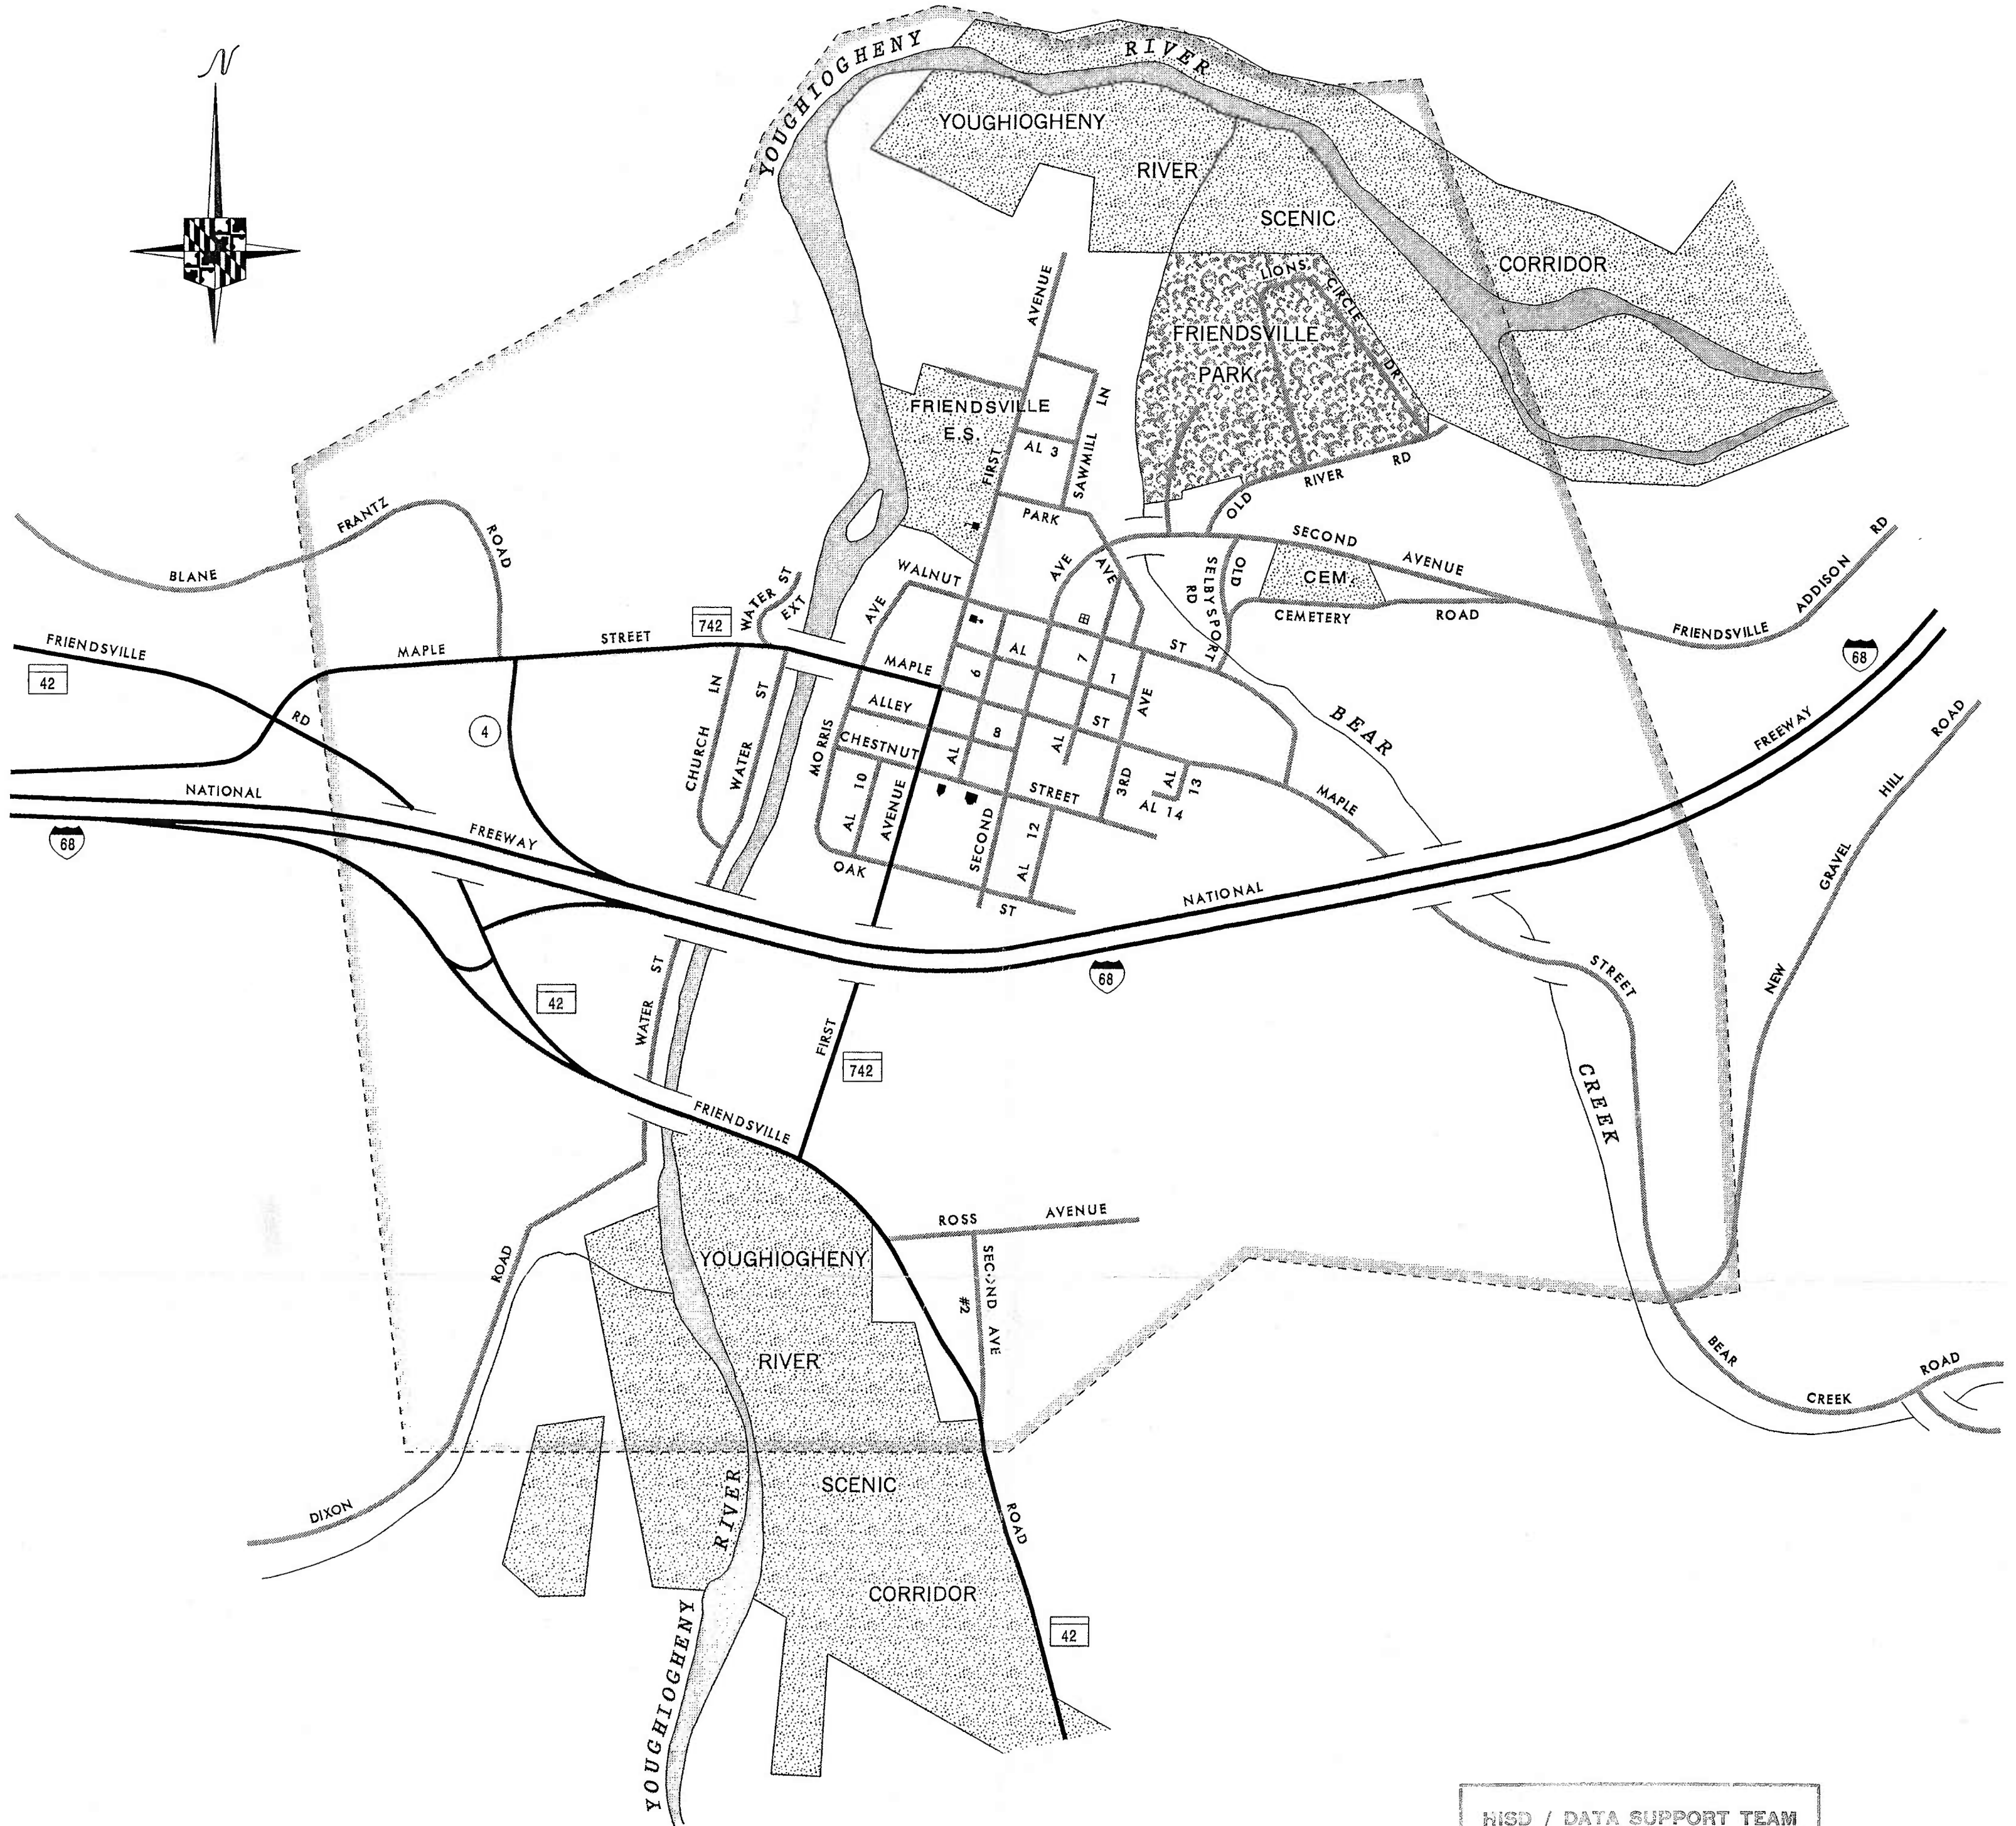 N
YOUGHIOGHENY RIVER
YOUGHIOGHENY
RIVER
SCENIC
CORRIDOR
LIONS CIRCLE DR
FRIENDSVILLE
PARK
FRIENDSVILLE
E.S.
FIRST AVENUE
SAWMILL LN
AL 3
PARK AVE
OLD RIVER RD
SECOND AVENUE
FRIENDSVILLE ADDISON RD
CEM.
CEMETERY ROAD
OLD SELBYSPORT RD
BLANE FRANTZ ROAD
WATER ST EXT
742
WALNUT ST
SECOND AVE
FRIENDSVILLE RD
42
MAPLE STREET
MAPLE ST
MORRIS AVE
ALLEY 8
CHESTNUT STREET
AL 6
AL 7
AL 1
AL 10
AL 12
AL 13
AL 14
3RD AVE
CHURCH LN
WATER ST
4
OAK ST
FIRST AVENUE
SECOND
MAPLE STREET
BEAR CREEK
NATIONAL FREEWAY
68
NATIONAL FREEWAY
68
68
NEW GRAVEL HILL ROAD
42
WATER ST
FIRST
742
FRIENDSVILLE ROAD
ROSS AVENUE
SECOND AVE
#2
YOUGHIOGHENY
RIVER
SCENIC
CORRIDOR
DIXON ROAD
BEAR CREEK ROAD
42
YOUGHIOGHENY RIVER
HISD / DATA SUPPORT TEAM